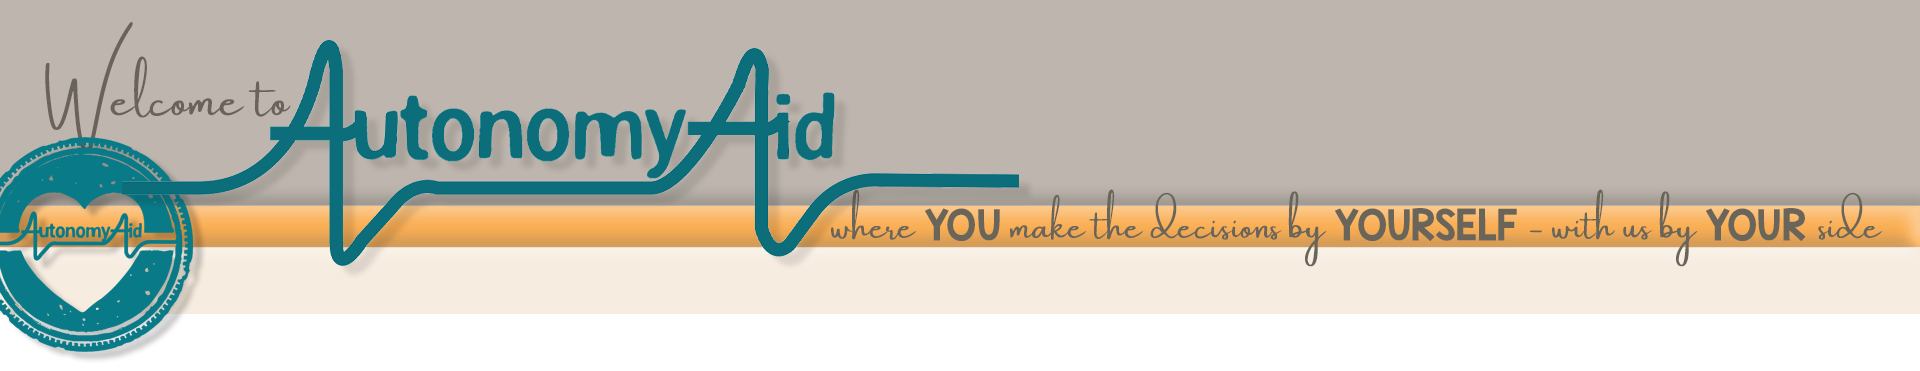 Welcome to AutonomyAid
AutonomyAid
where YOU make the decisions by YOURSELF – with us by YOUR side